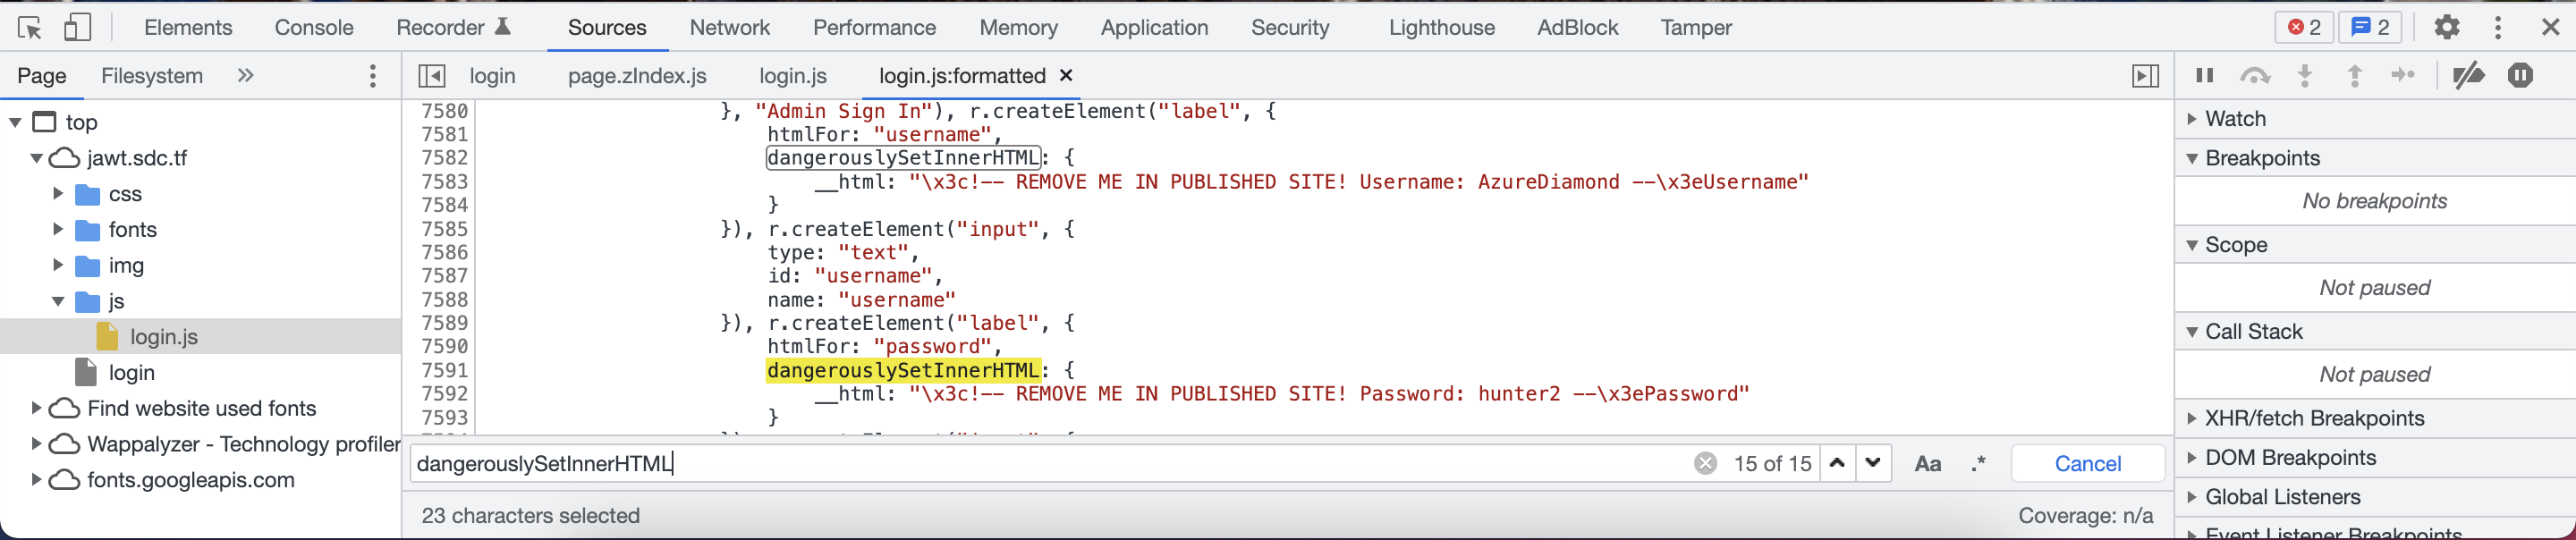 Elements Console Recorder Sources Network Performance Memory Application Security Lighthouse AdBlock Tamper 2 2
Page Filesystem
top
jawt.sdc.tf
css
fonts
img
js
login.js
login
Find website used fonts
Wappalyzer - Technology profiler
fonts.googleapis.com
login page.zIndex.js login.js login.js:formatted
7580 }, "Admin Sign In"), r.createElement("label", {
7581 htmlFor: "username",
7582 dangerouslySetInnerHTML: {
7583 __html: "\x3c!-- REMOVE ME IN PUBLISHED SITE! Username: AzureDiamond --\x3eUsername"
7584 }
7585 }), r.createElement("input", {
7586 type: "text",
7587 id: "username",
7588 name: "username"
7589 }), r.createElement("label", {
7590 htmlFor: "password",
7591 dangerouslySetInnerHTML: {
7592 __html: "\x3c!-- REMOVE ME IN PUBLISHED SITE! Password: hunter2 --\x3ePassword"
7593 }
dangerouslySetInnerHTML 15 of 15 Aa .* Cancel
23 characters selected Coverage: n/a
Watch
Breakpoints
No breakpoints
Scope
Not paused
Call Stack
Not paused
XHR/fetch Breakpoints
DOM Breakpoints
Global Listeners
Event Listener Breakpoints